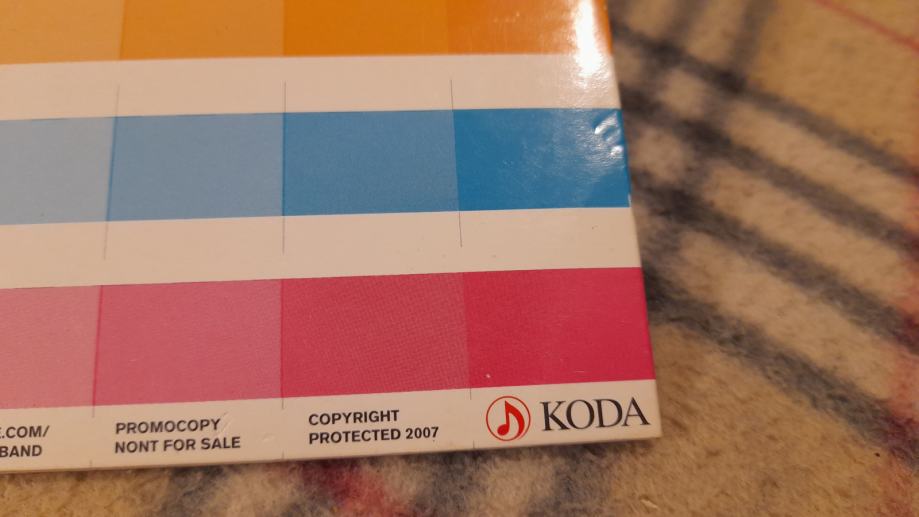 E.COM/
BAND
PROMOCOPY
NONT FOR SALE
COPYRIGHT
PROTECTED 2007
KODA